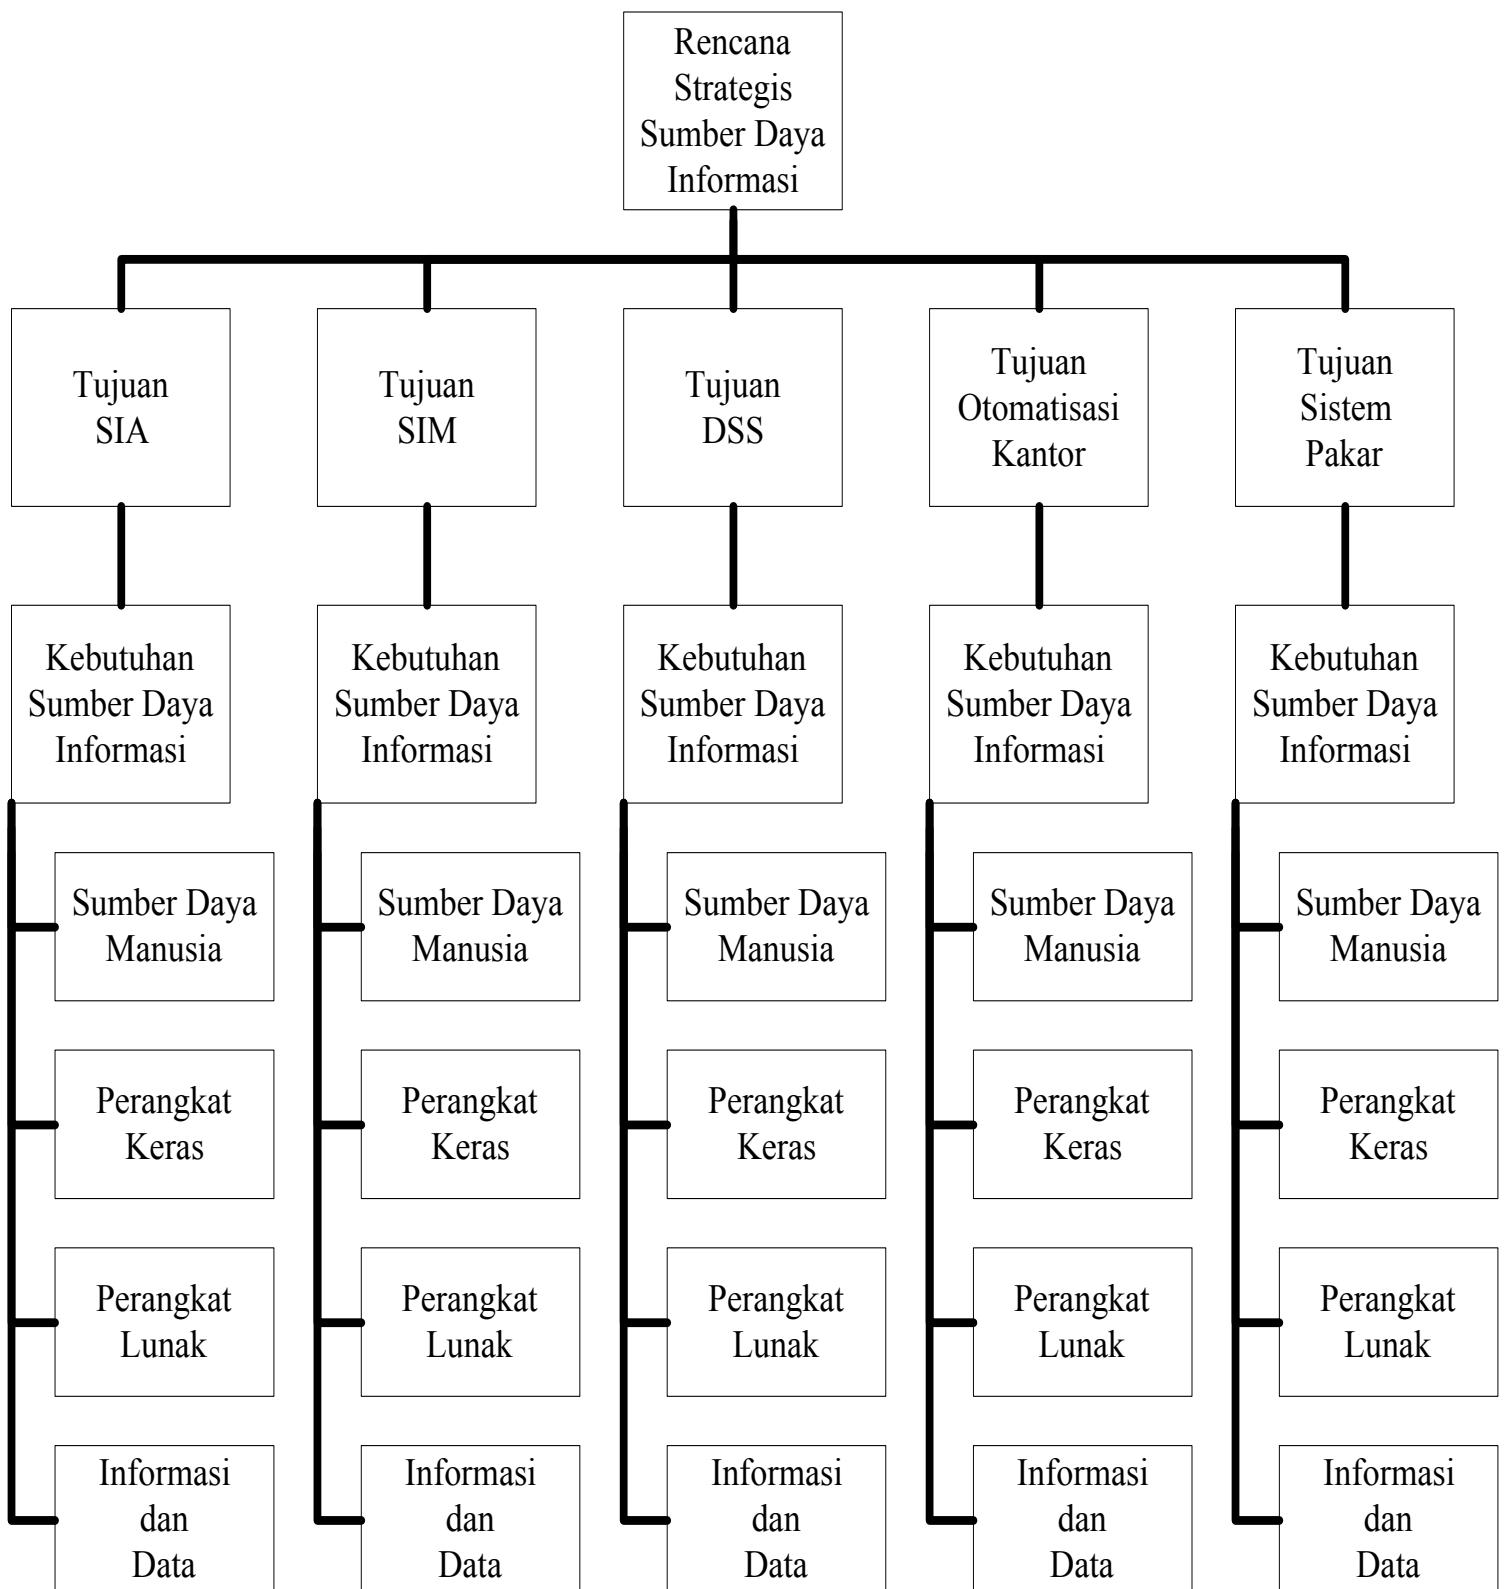 Rencana
Strategis
Sumber Daya
Informasi
Tujuan
SIA
Tujuan
SIM
Tujuan
DSS
Tujuan
Otomatisasi
Kantor
Tujuan
Sistem
Pakar
Kebutuhan
Sumber Daya
Informasi
Kebutuhan
Sumber Daya
Informasi
Kebutuhan
Sumber Daya
Informasi
Kebutuhan
Sumber Daya
Informasi
Kebutuhan
Sumber Daya
Informasi
Sumber Daya
Manusia
Sumber Daya
Manusia
Sumber Daya
Manusia
Sumber Daya
Manusia
Sumber Daya
Manusia
Perangkat
Keras
Perangkat
Keras
Perangkat
Keras
Perangkat
Keras
Perangkat
Keras
Perangkat
Lunak
Perangkat
Lunak
Perangkat
Lunak
Perangkat
Lunak
Perangkat
Lunak
Informasi
dan
Data
Informasi
dan
Data
Informasi
dan
Data
Informasi
dan
Data
Informasi
dan
Data